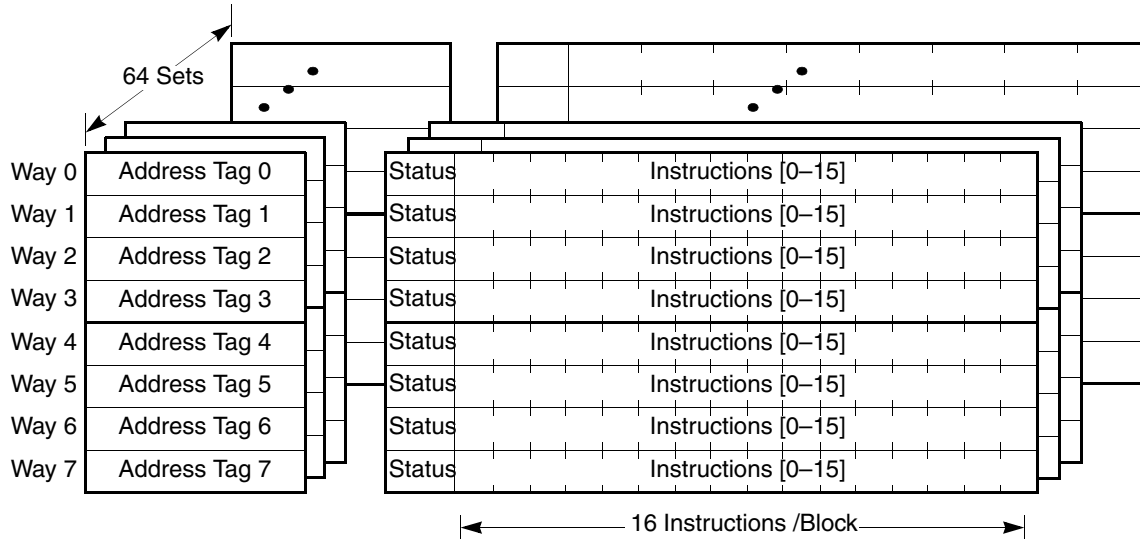 64 Sets
Way 0 Address Tag 0 Status Instructions [0–15]
Way 1 Address Tag 1 Status Instructions [0–15]
Way 2 Address Tag 2 Status Instructions [0–15]
Way 3 Address Tag 3 Status Instructions [0–15]
Way 4 Address Tag 4 Status Instructions [0–15]
Way 5 Address Tag 5 Status Instructions [0–15]
Way 6 Address Tag 6 Status Instructions [0–15]
Way 7 Address Tag 7 Status Instructions [0–15]
16 Instructions /Block